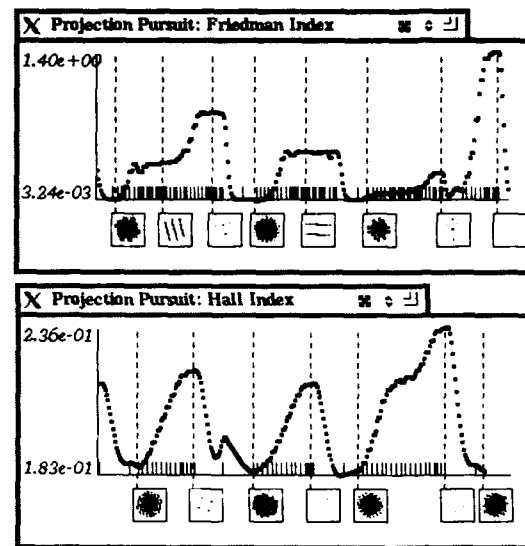 X Projection Pursuit: Friedman Index
1.40e+00
3.24e-03
X Projection Pursuit: Hall Index
2.36e-01
1.83e-01